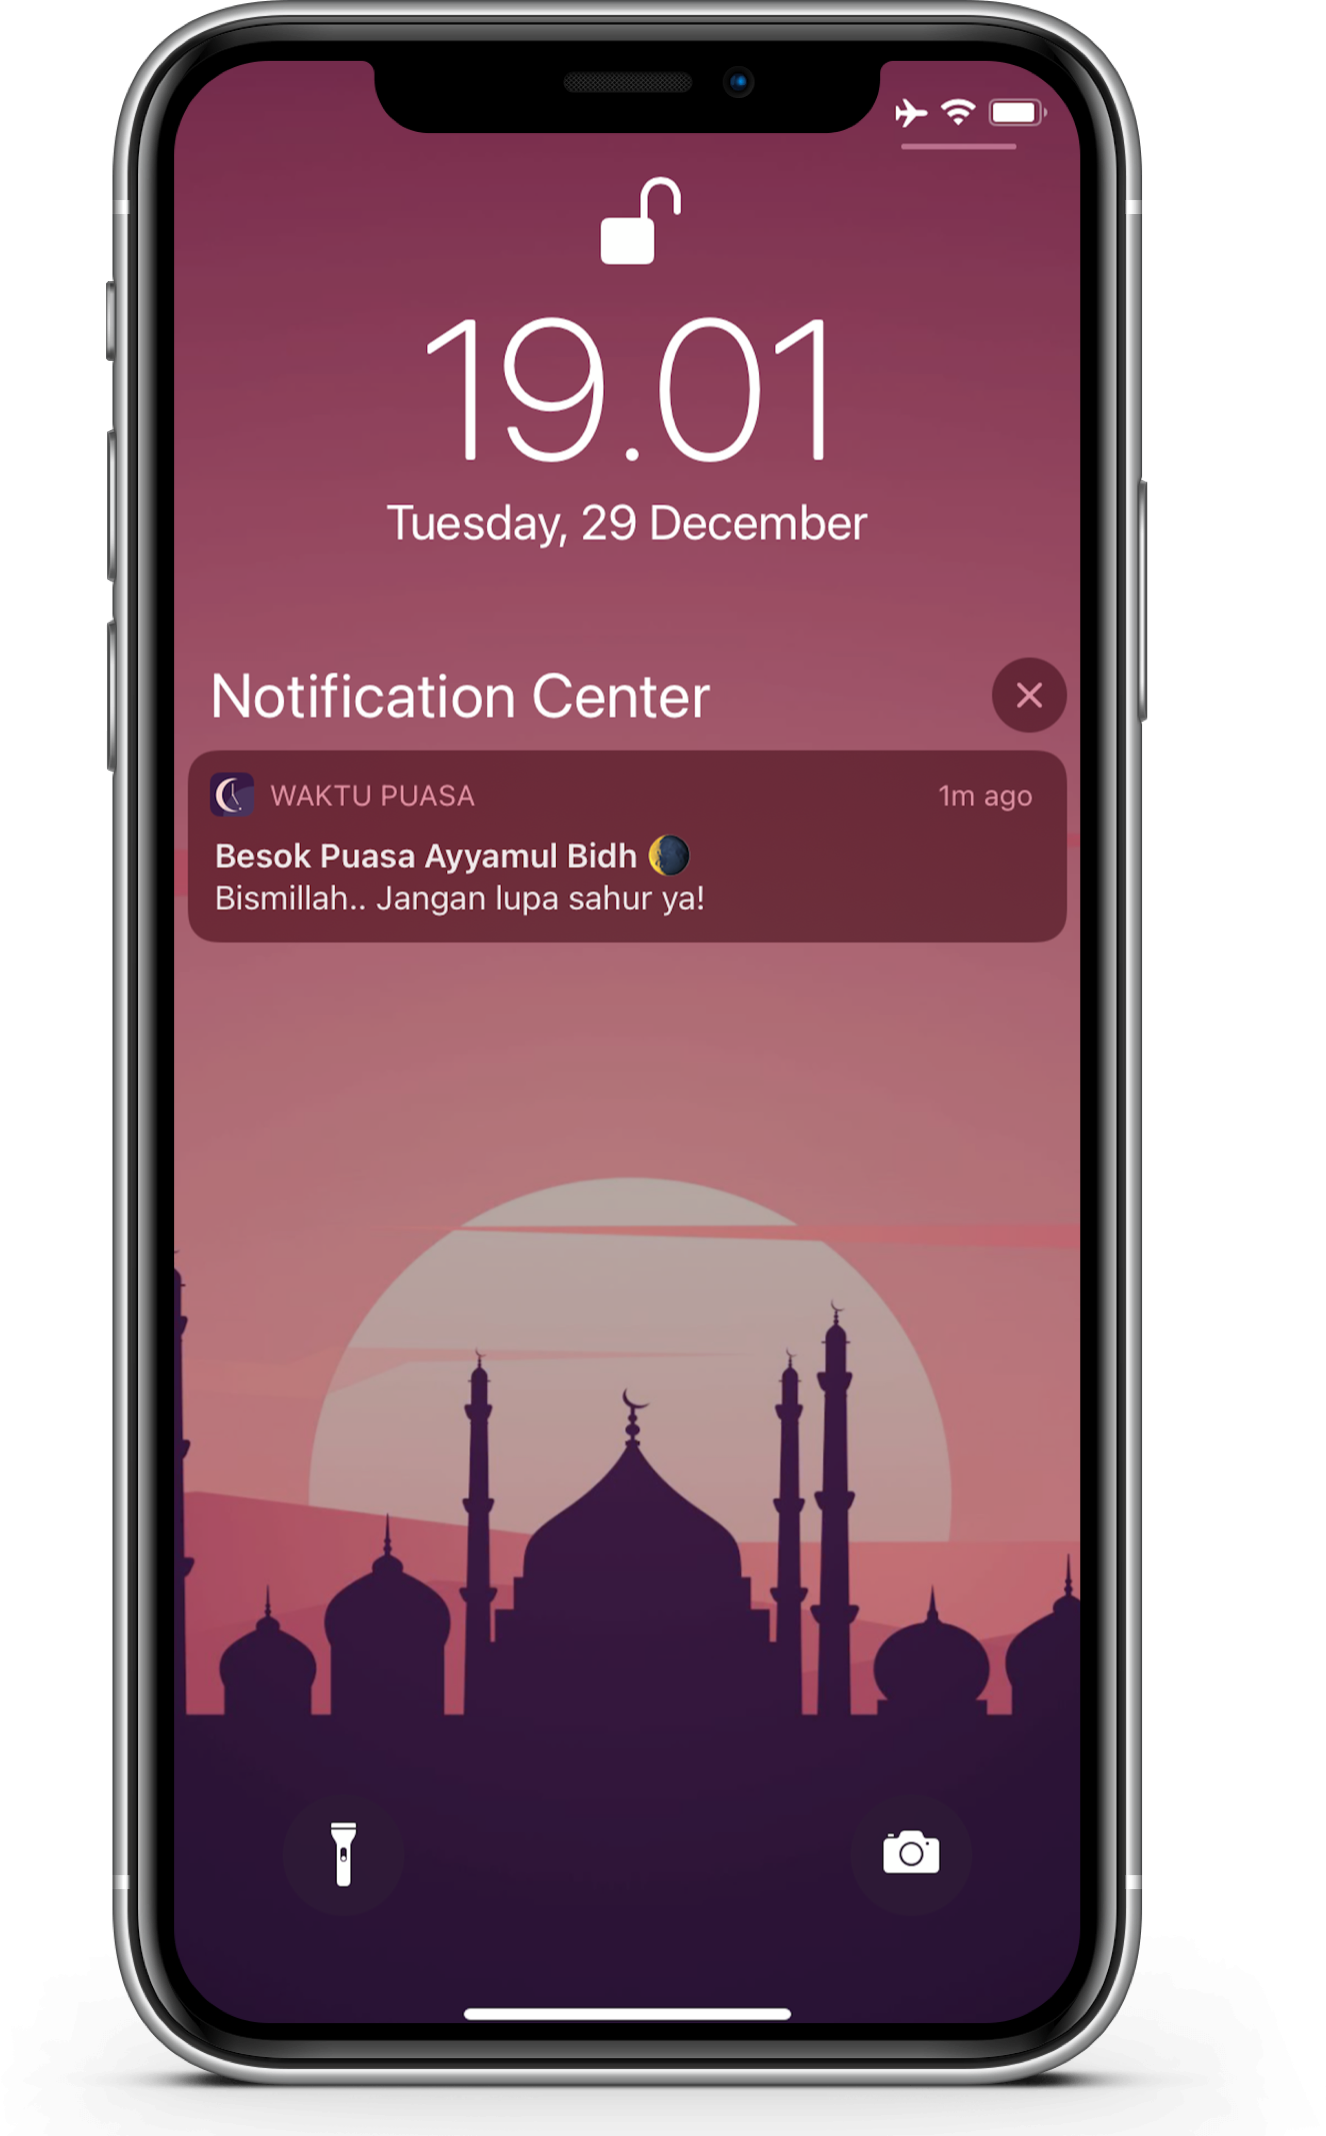 19.01
Tuesday, 29 December
Notification Center
WAKTU PUASA 1m ago
Besok Puasa Ayyamul Bidh 🌘
Bismillah.. Jangan lupa sahur ya!